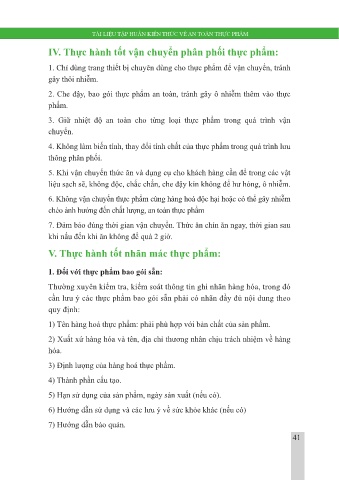 TÀI LIỆU TẬP HUẤN KIẾN THỨC VỀ AN TOÀN THỰC PHẨM
IV. Thực hành tốt vận chuyển phân phối thực phẩm:
1. Chỉ dùng trang thiết bị chuyên dùng cho thực phẩm để vận chuyển, tránh
gây thôi nhiễm.
2. Che đậy, bao gói thực phẩm an toàn, tránh gây ô nhiễm thêm vào thực
phẩm.
3. Giữ nhiệt độ an toàn cho từng loại thực phẩm trong quá trình vận
chuyển.
4. Không làm biến tính, thay đổi tính chất của thực phẩm trong quá trình lưu
thông phân phối.
5. Khi vận chuyển thức ăn và dụng cụ cho khách hàng cần để trong các vật
liệu sạch sẽ, không độc, chắc chắn, che đậy kín không để hư hỏng, ô nhiễm.
6. Không vận chuyển thực phẩm cùng hàng hoá độc hại hoặc có thể gây nhiễm
chéo ảnh hưởng đến chất lượng, an toàn thực phẩm
7. Đảm bảo đúng thời gian vận chuyển. Thức ăn chín ăn ngay, thời gian sau
khi nấu đến khi ăn không để quá 2 giờ.
V. Thực hành tốt nhãn mác thực phẩm:
1. Đối với thực phẩm bao gói sẵn:
Thường xuyên kiểm tra, kiểm soát thông tin ghi nhãn hàng hóa, trong đó
cần lưu ý các thực phẩm bao gói sẵn phải có nhãn đầy đủ nội dung theo
quy định:
1) Tên hàng hoá thực phẩm: phải phù hợp với bản chất của sản phẩm.
2) Xuất xứ hàng hóa và tên, địa chỉ thương nhân chịu trách nhiệm về hàng
hóa.
3) Định lượng của hàng hoá thực phẩm.
4) Thành phần cấu tạo.
5) Hạn sử dụng của sản phẩm, ngày sản xuất (nếu có).
6) Hướng dẫn sử dụng và các lưu ý về sức khỏe khác (nếu có)
7) Hướng dẫn bảo quản.
41